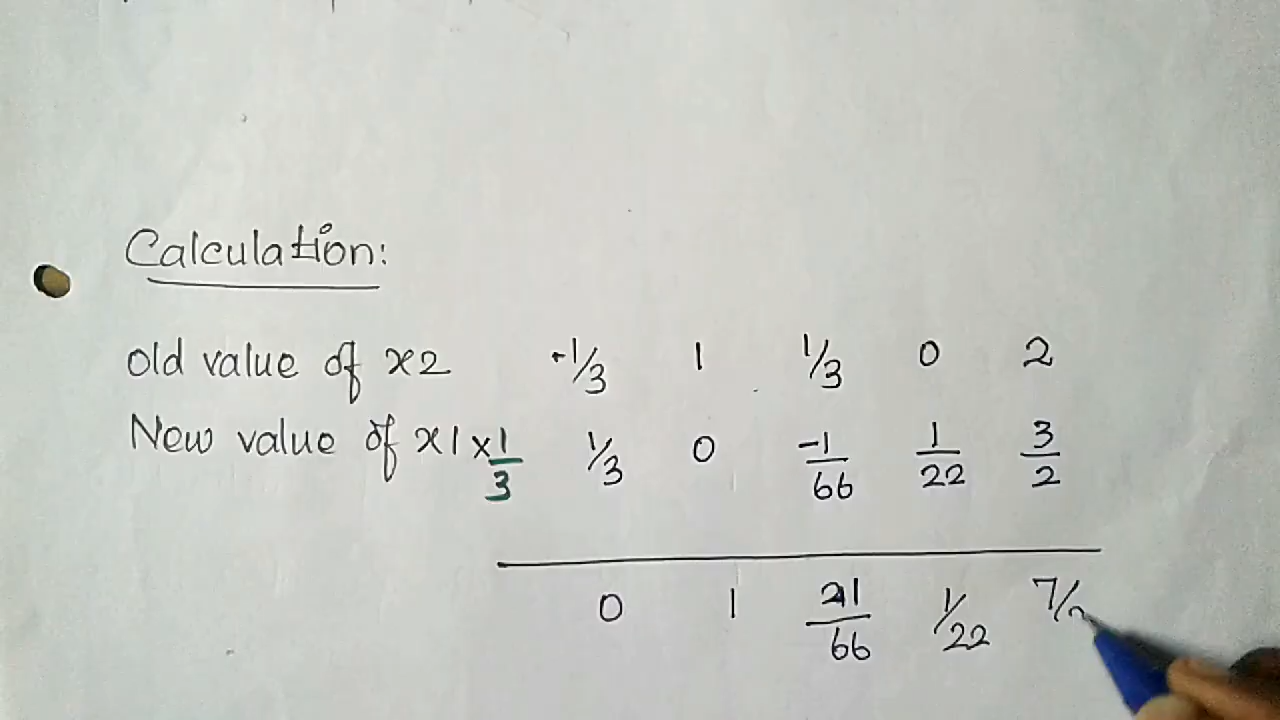 Calculation:
old value of x2 -1/3 1 1/3 0 2
New value of x1 x 1/3 1/3 0 -1/66 1/22 3/2
0 1 21/66 1/22 7/